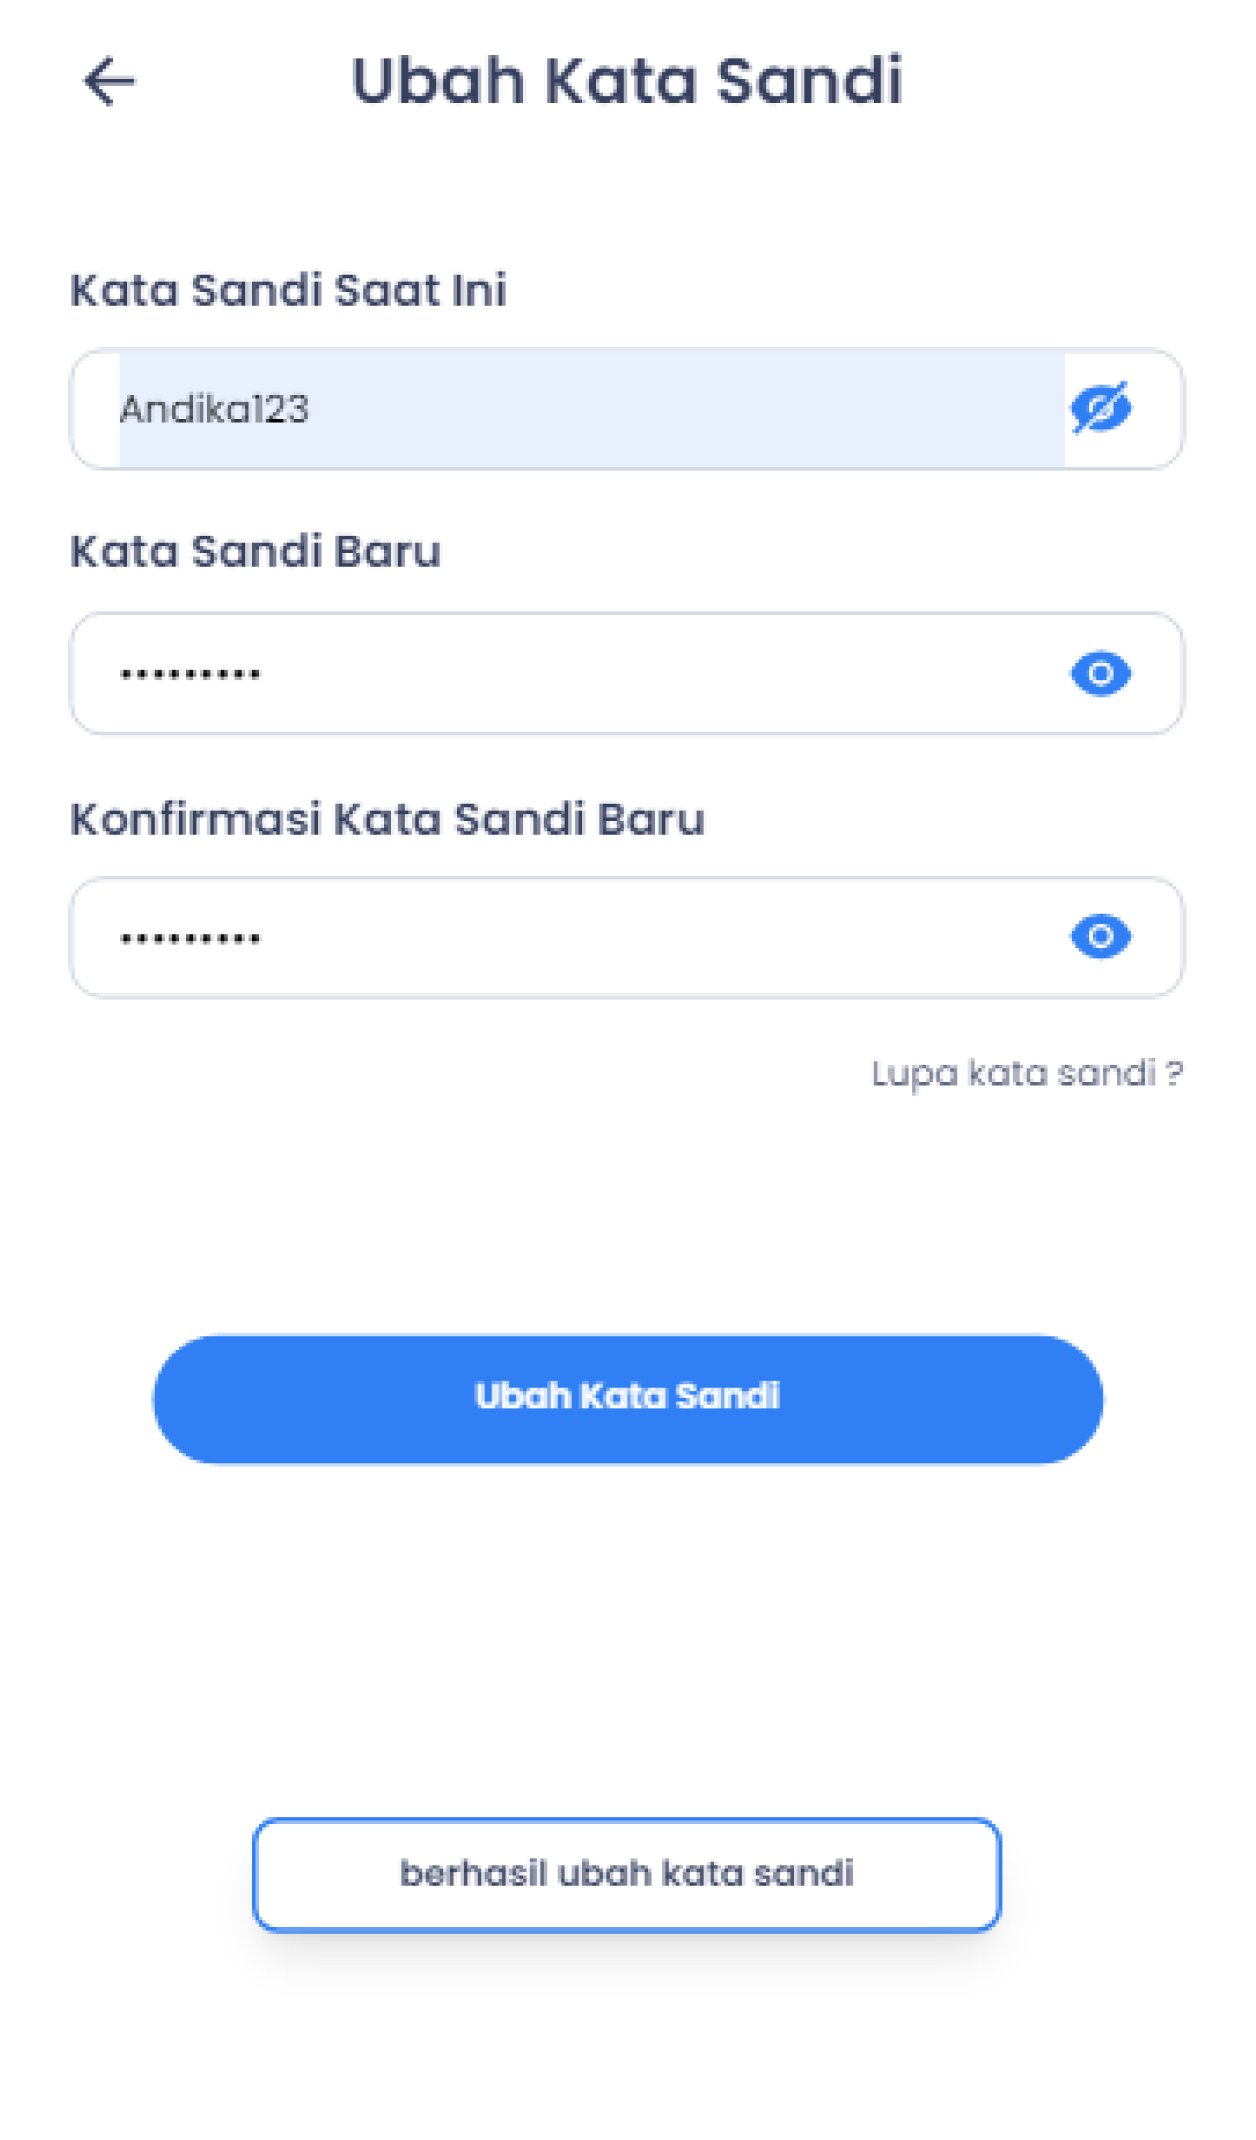 Ubah Kata Sandi
Kata Sandi Saat Ini
Andika123
Kata Sandi Baru
•••••••••
Konfirmasi Kata Sandi Baru
•••••••••
Lupa kata sandi ?
Ubah Kata Sandi
berhasil ubah kata sandi